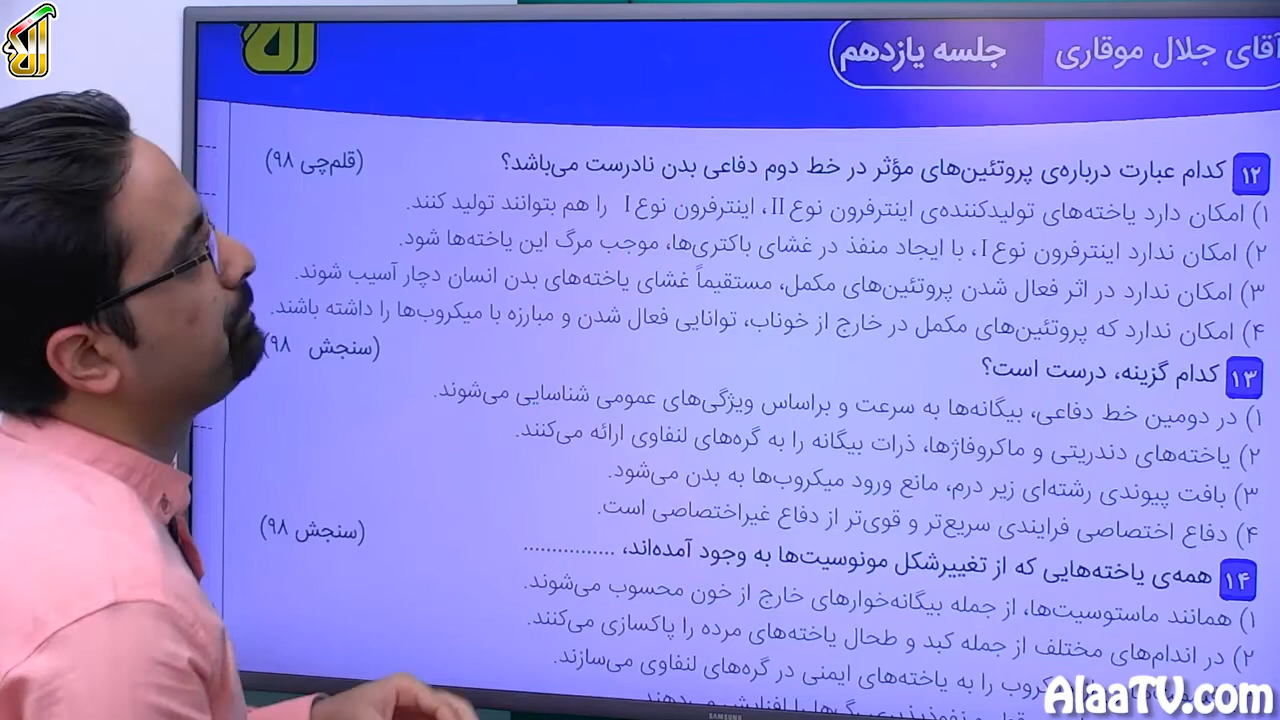 آقای جلال موقاری جلسه یازدهم
۱۲ کدام عبارت درباره‌ی پروتئین‌های مؤثر در خط دوم دفاعی بدن نادرست می‌باشد؟ (قلم‌چی ۹۸)
۱) امکان دارد یاخته‌های تولیدکننده‌ی اینترفرون نوع II، اینترفرون نوع I را هم بتوانند تولید کنند.
۲) امکان ندارد اینترفرون نوع I، با ایجاد منفذ در غشای باکتری‌ها، موجب مرگ این یاخته‌ها شود.
۳) امکان ندارد در اثر فعال شدن پروتئین‌های مکمل، مستقیماً غشای یاخته‌های بدن انسان دچار آسیب شوند.
۴) امکان ندارد که پروتئین‌های مکمل در خارج از خوناب، توانایی فعال شدن و مبارزه با میکروب‌ها را داشته باشند.
۱۳ کدام گزینه، درست است؟ (سنجش ۹۸)
۱) در دومین خط دفاعی، بیگانه‌ها به سرعت و براساس ویژگی‌های عمومی شناسایی می‌شوند.
۲) یاخته‌های دندریتی و ماکروفاژها، ذرات بیگانه را به گره‌های لنفاوی ارائه می‌کنند.
۳) بافت پیوندی رشته‌ای زیر درم، مانع ورود میکروب‌ها به بدن می‌شود.
۴) دفاع اختصاصی فرایندی سریع‌تر و قوی‌تر از دفاع غیراختصاصی است.
۱۴ همه‌ی یاخته‌هایی که از تغییرشکل مونوسیت‌ها به وجود آمده‌اند، ................ (سنجش ۹۸)
۱) همانند ماستوسیت‌ها، از جمله بیگانه‌خوارهای خارج از خون محسوب می‌شوند.
۲) در اندام‌های مختلف از جمله کبد و طحال یاخته‌های مرده را پاکسازی می‌کنند.
میکروب را به یاخته‌های ایمنی در گره‌های لنفاوی می‌سازند.
SAMSUNG
AlaaTV.com